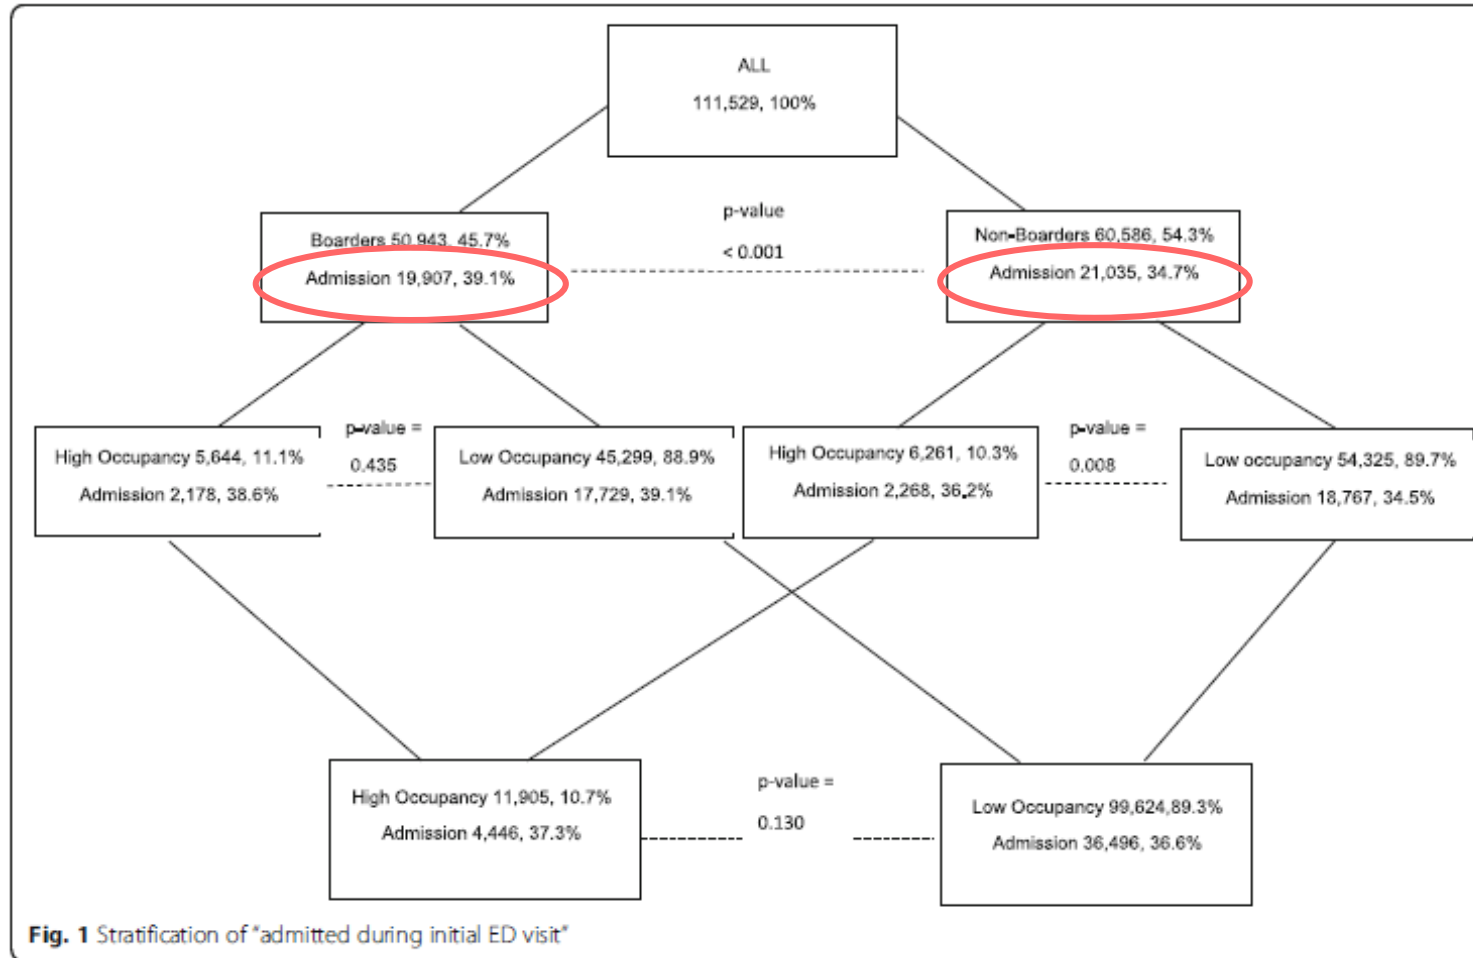 ALL
111,529, 100%
p-value
< 0.001
Boarders 50,943, 45.7%
Admission 19,907, 39.1%
Non-Boarders 60,586, 54.3%
Admission 21,035, 34.7%
High Occupancy 5,644, 11.1%
Admission 2,178, 38.6%
p-value =
0.435
Low Occupancy 45,299, 88.9%
Admission 17,729, 39.1%
High Occupancy 6,261, 10.3%
Admission 2,268, 36.2%
p-value =
0.008
Low occupancy 54,325, 89.7%
Admission 18,767, 34.5%
High Occupancy 11,905, 10.7%
Admission 4,446, 37.3%
p-value =
0.130
Low Occupancy 99,624,89.3%
Admission 36,496, 36.6%
Fig. 1 Stratification of "admitted during initial ED visit"